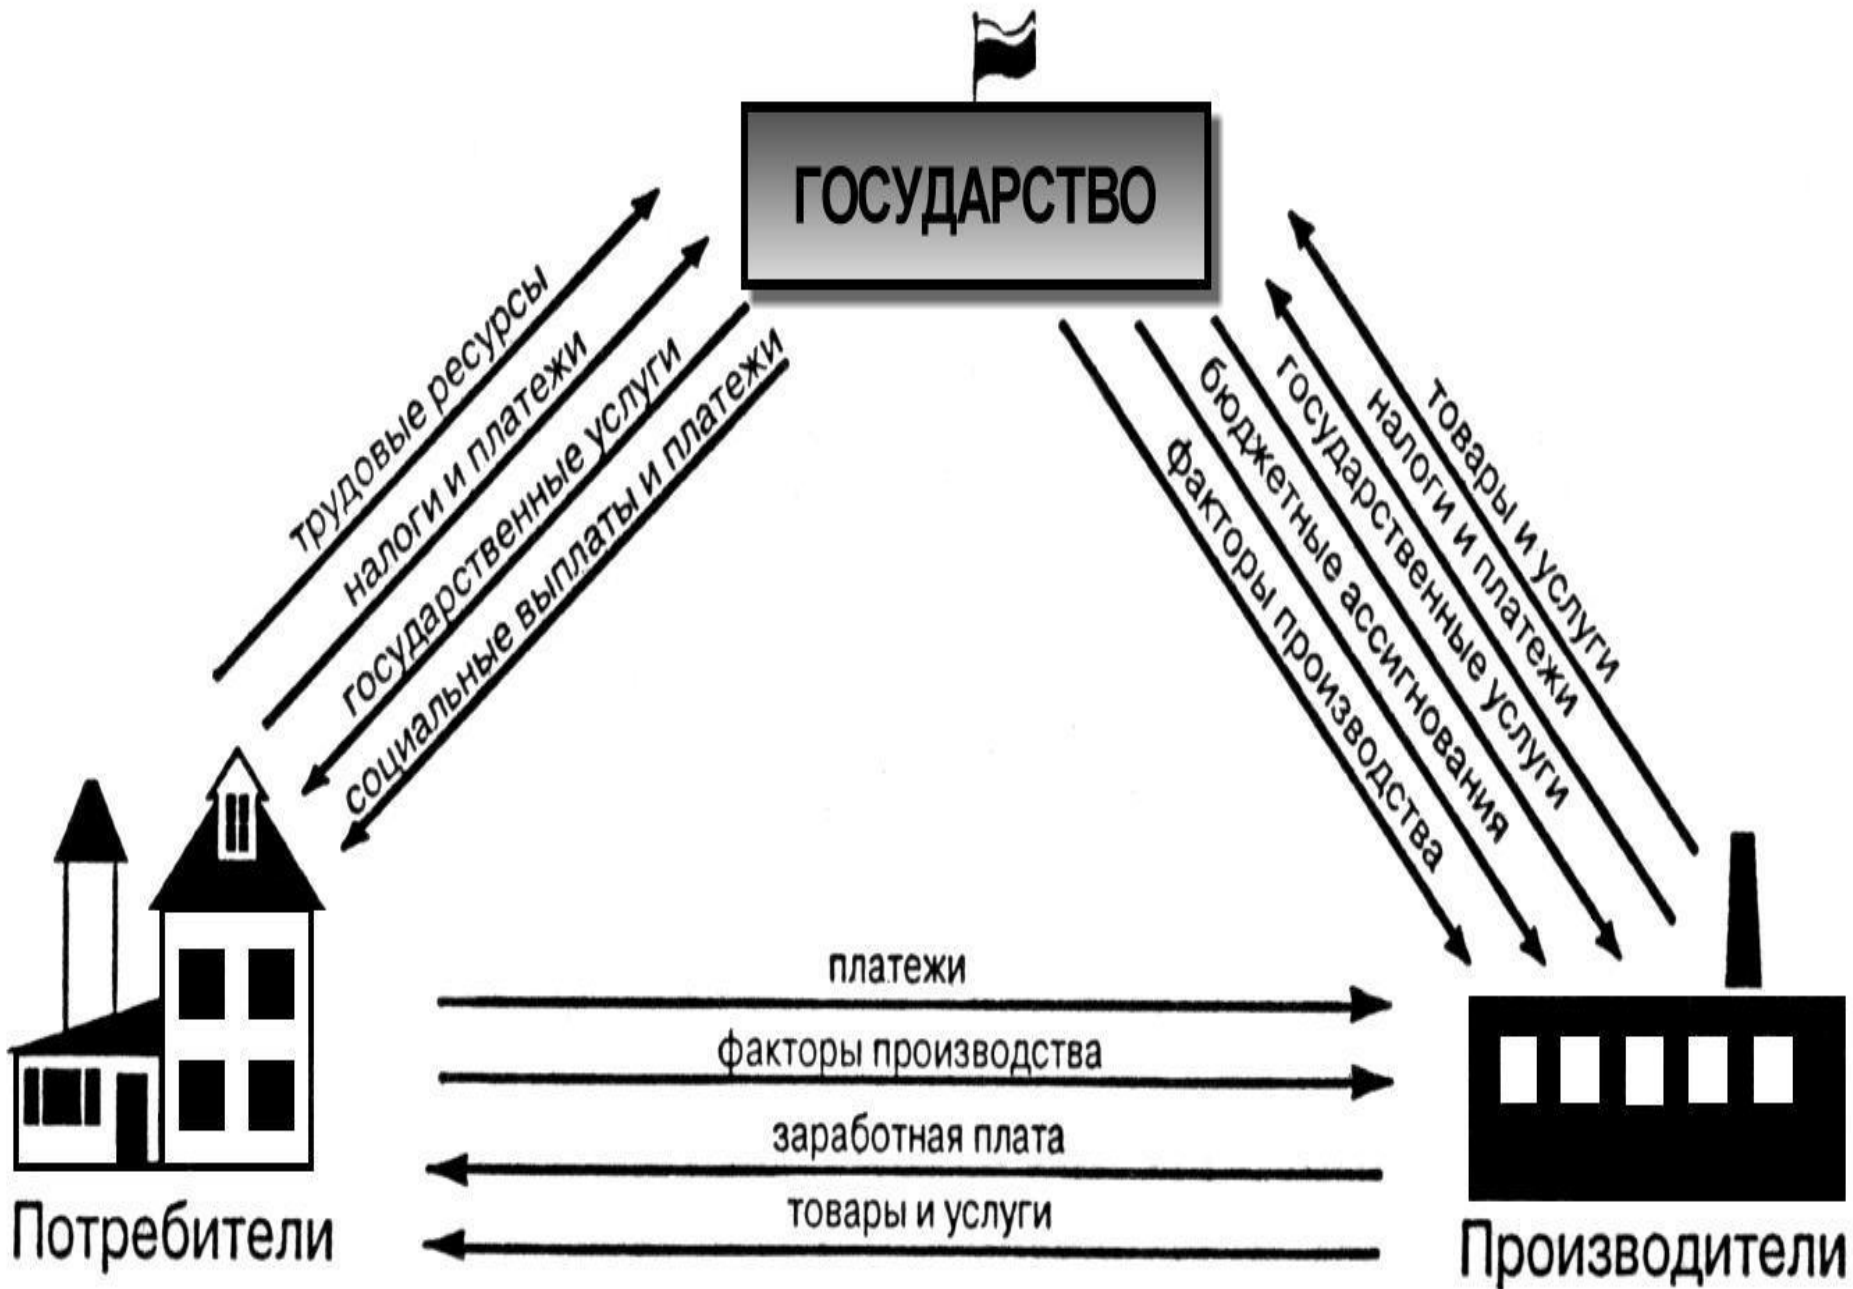 ГОСУДАРСТВО
трудовые ресурсы
налоги и платежи
государственные услуги
социальные выплаты и платежи
товары и услуги
налоги и платежи
государственные услуги
бюджетные ассигнования
факторы производства
платежи
факторы производства
заработная плата
товары и услуги
Потребители
Производители